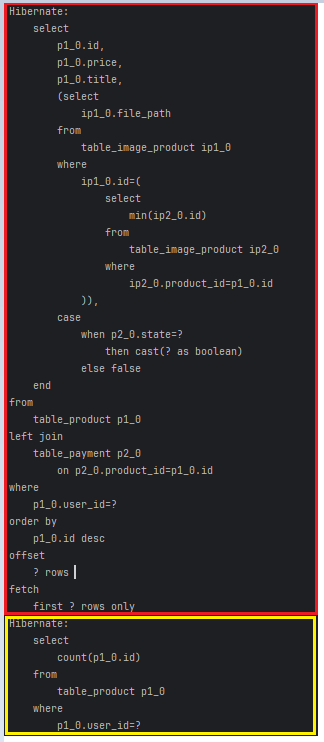 Hibernate:
select
p1_0.id,
p1_0.price,
p1_0.title,
(select
ip1_0.file_path
from
table_image_product ip1_0
where
ip1_0.id=(
select
min(ip2_0.id)
from
table_image_product ip2_0
where
ip2_0.product_id=p1_0.id
)),
case
when p2_0.state=?
then cast(? as boolean)
else false
end
from
table_product p1_0
left join
table_payment p2_0
on p2_0.product_id=p1_0.id
where
p1_0.user_id=?
order by
p1_0.id desc
offset
? rows
fetch
first ? rows only
Hibernate:
select
count(p1_0.id)
from
table_product p1_0
where
p1_0.user_id=?